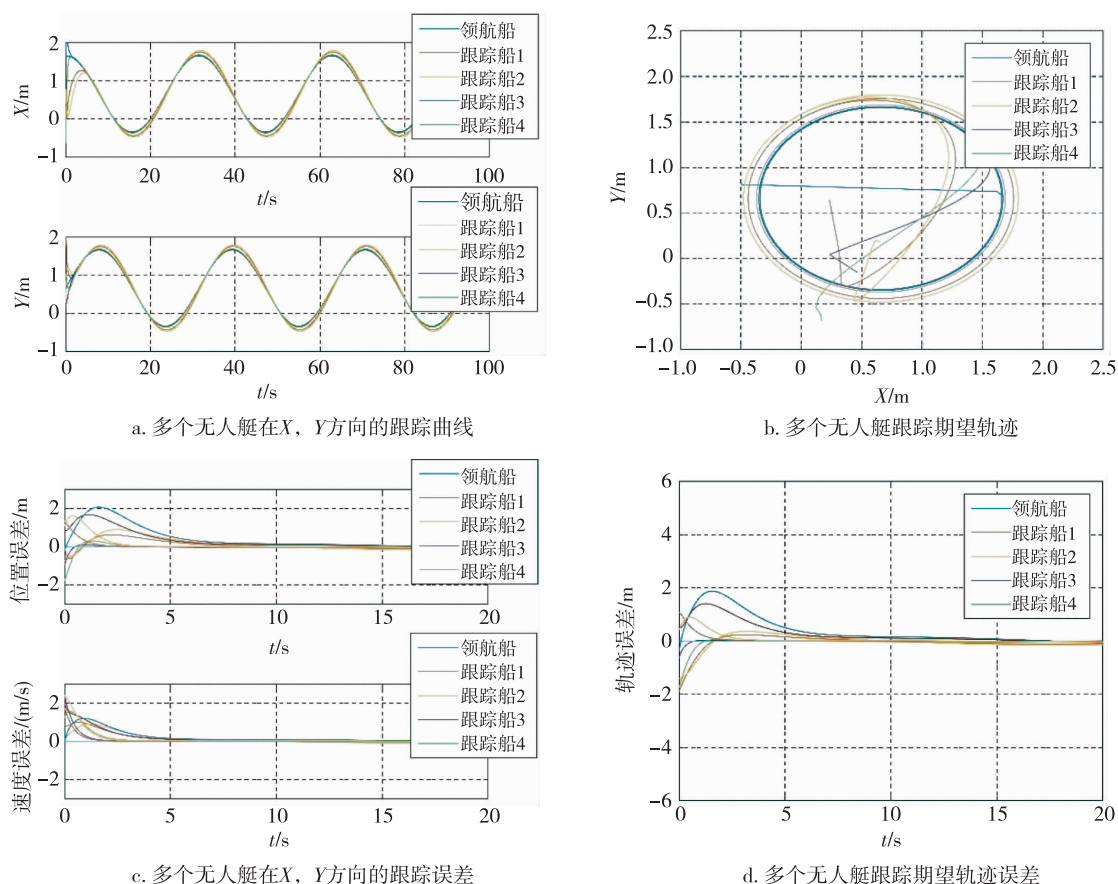 2
1
0
−1
X/m
0
20
40
60
80
100
t/s
领航船
跟踪船1
跟踪船2
跟踪船3
跟踪船4
2
1
0
−1
Y/m
0
20
40
60
80
100
t/s
领航船
跟踪船1
跟踪船2
跟踪船3
跟踪船4
a. 多个无人艇在X，Y方向的跟踪曲线
2.5
2.0
1.5
1.0
0.5
0
−0.5
−1.0
Y/m
−1.0
−0.5
0
0.5
1.0
1.5
2.0
2.5
X/m
领航船
跟踪船1
跟踪船2
跟踪船3
跟踪船4
b. 多个无人艇跟踪期望轨迹
2
0
−2
位置误差/m
0
5
10
15
20
t/s
领航船
跟踪船1
跟踪船2
跟踪船3
跟踪船4
2
0
−2
速度误差/(m/s)
0
5
10
15
20
t/s
领航船
跟踪船1
跟踪船2
跟踪船3
跟踪船4
c. 多个无人艇在X，Y方向的跟踪误差
6
4
2
0
−2
−4
−6
轨迹误差/m
0
5
10
15
20
t/s
领航船
跟踪船1
跟踪船2
跟踪船3
跟踪船4
d. 多个无人艇跟踪期望轨迹误差